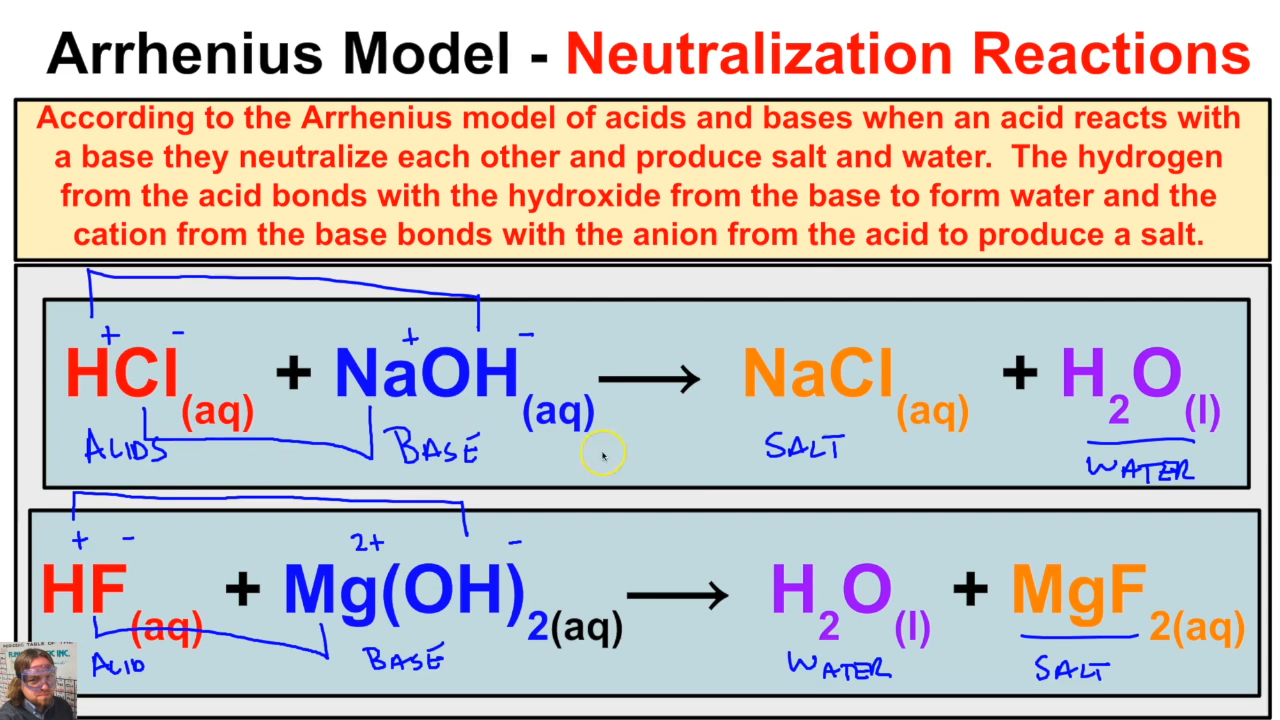 Arrhenius Model - Neutralization Reactions
According to the Arrhenius model of acids and bases when an acid reacts with
a base they neutralize each other and produce salt and water. The hydrogen
from the acid bonds with the hydroxide from the base to form water and the
cation from the base bonds with the anion from the acid to produce a salt.
+ - + -
HCl(aq) + NaOH(aq) ⟶ NaCl(aq) + H₂O(l)
ACIDS BASE SALT WATER
+ - 2+ -
HF(aq) + Mg(OH)₂(aq) ⟶ H₂O(l) + MgF₂(aq)
ACID BASE WATER SALT